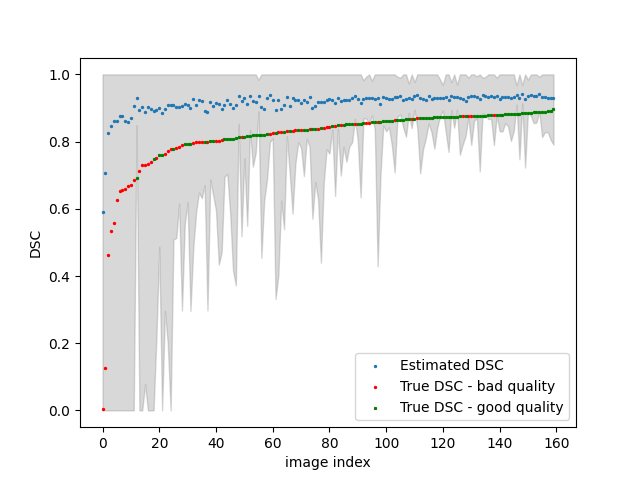 1.0
0.8
0.6
0.4
0.2
0.0
DSC
Estimated DSC
True DSC - bad quality
True DSC - good quality
0 20 40 60 80 100 120 140 160
image index